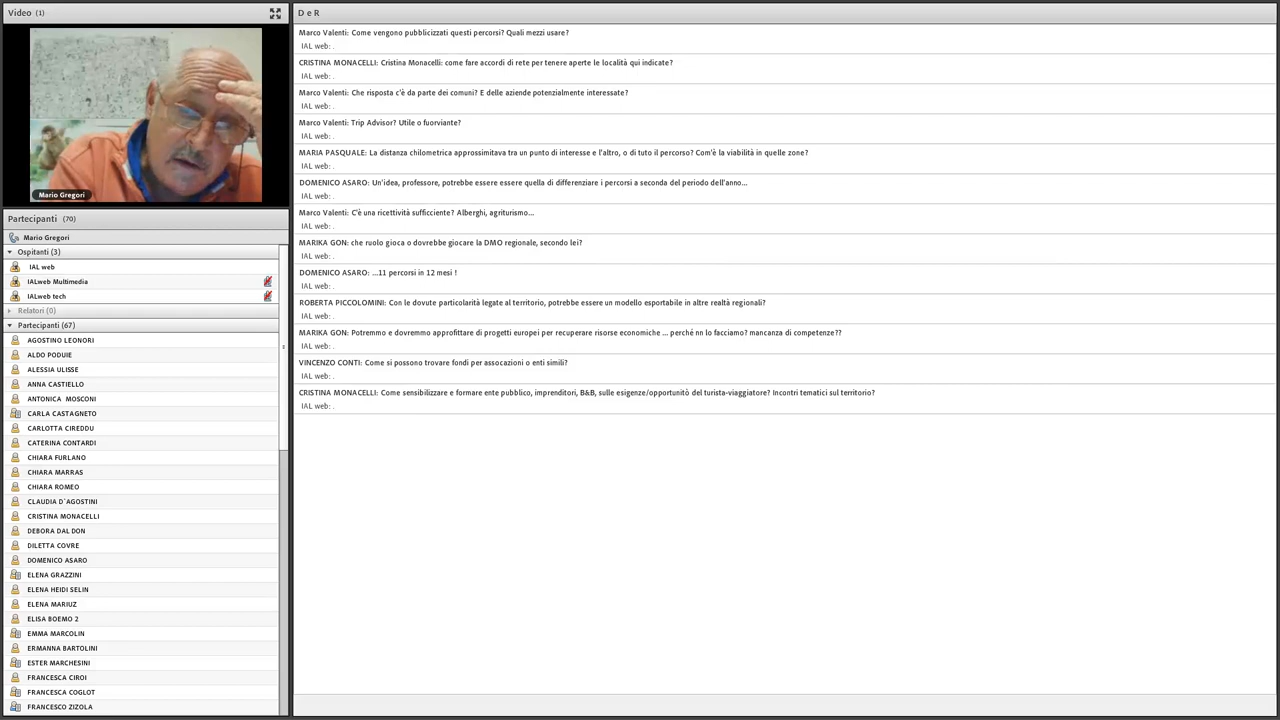 Video (1)
Mario Gregori
Partecipanti (70)
Mario Gregori
Ospitanti (3)
IAL web
IALweb Multimedia
IALweb tech
Relatori (0)
Partecipanti (67)
AGOSTINO LEONORI
ALDO PODUIE
ALESSIA ULISSE
ANNA CASTIELLO
ANTONICA MOSCONI
CARLA CASTAGNETO
CARLOTTA CIREDDU
CATERINA CONTARDI
CHIARA FURLANO
CHIARA MARRAS
CHIARA ROMEO
CLAUDIA D`AGOSTINI
CRISTINA MONACELLI
DEBORA DAL DON
DILETTA COVRE
DOMENICO ASARO
ELENA GRAZZINI
ELENA HEIDI SELIN
ELENA MARIUZ
ELISA BOEMO 2
EMMA MARCOLIN
ERMANNA BARTOLINI
ESTER MARCHESINI
FRANCESCA CIROI
FRANCESCA COGLOT
FRANCESCO ZIZOLA
D e R
Marco Valenti: Come vengono pubblicizzati questi percorsi? Quali mezzi usare?
IAL web: .
CRISTINA MONACELLI: Cristina Monacelli: come fare accordi di rete per tenere aperte le località qui indicate?
IAL web: .
Marco Valenti: Che risposta c'è da parte dei comuni? E delle aziende potenzialmente interessate?
IAL web: .
Marco Valenti: Trip Advisor? Utile o fuorviante?
IAL web: .
MARIA PASQUALE: La distanza chilometrica approssimitava tra un punto di interesse e l'altro, o di tuto il percorso? Com'è la viabilità in quelle zone?
IAL web: .
DOMENICO ASARO: Un'idea, professore, potrebbe essere essere quella di differenziare i percorsi a seconda del periodo dell'anno...
IAL web: .
Marco Valenti: C'è una ricettività sufficciente? Alberghi, agriturismo...
IAL web: .
MARIKA GON: che ruolo gioca o dovrebbe giocare la DMO regionale, secondo lei?
IAL web: .
DOMENICO ASARO: ...11 percorsi in 12 mesi !
IAL web: .
ROBERTA PICCOLOMINI: Con le dovute particolarità legate al territorio, potrebbe essere un modello esportabile in altre realtà regionali?
IAL web: .
MARIKA GON: Potremmo e dovremmo approfittare di progetti europei per recuperare risorse economiche ... perché nn lo facciamo? mancanza di competenze??
IAL web: .
VINCENZO CONTI: Come si possono trovare fondi per assocazioni o enti simili?
IAL web: .
CRISTINA MONACELLI: Come sensibilizzare e formare ente pubblico, imprenditori, B&B, sulle esigenze/opportunitò del turista-viaggiatore? Incontri tematici sul territorio?
IAL web: .